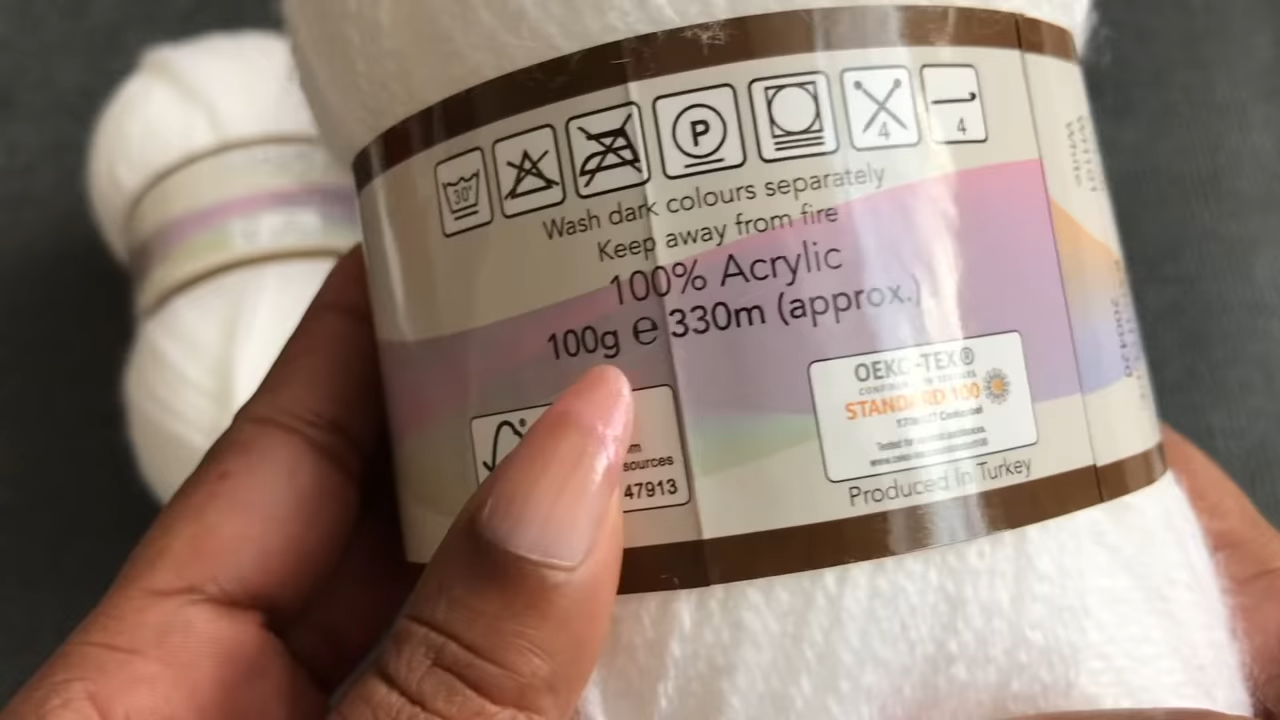 30°
P
4
4
Wash dark colours separately
Keep away from fire
100% Acrylic
100g e 330m (approx.)
sources
47913
OEKO-TEX®
STANDARD 100
Produced In Turkey
White